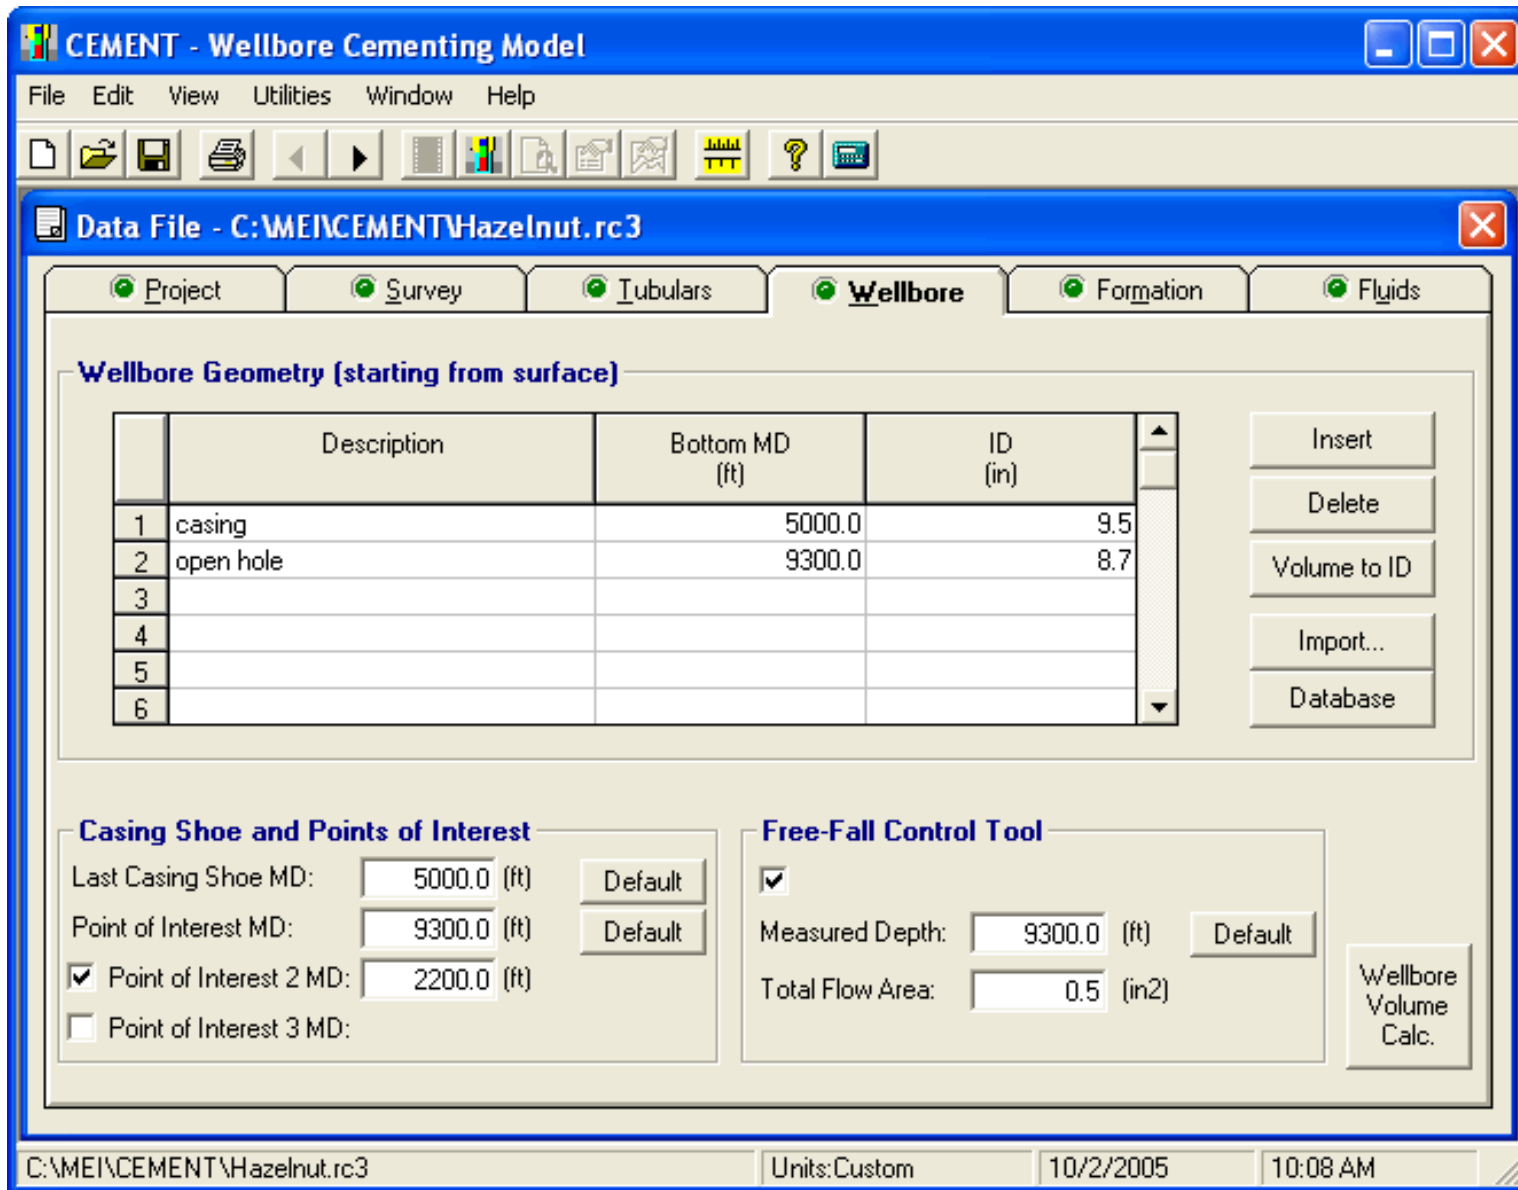 CEMENT - Wellbore Cementing Model
File Edit View Utilities Window Help
Data File - C:\MEI\CEMENT\Hazelnut.rc3
Project Survey Tubulars Wellbore Formation Fluids
Wellbore Geometry (starting from surface)
Description Bottom MD (ft) ID (in)
1 casing 5000.0 9.5
2 open hole 9300.0 8.7
3
4
5
6
Insert
Delete
Volume to ID
Import...
Database
Casing Shoe and Points of Interest
Last Casing Shoe MD: 5000.0 (ft) Default
Point of Interest MD: 9300.0 (ft) Default
Point of Interest 2 MD: 2200.0 (ft)
Point of Interest 3 MD:
Free-Fall Control Tool
Measured Depth: 9300.0 (ft) Default
Total Flow Area: 0.5 (in2)
Wellbore
Volume
Calc.
C:\MEI\CEMENT\Hazelnut.rc3 Units:Custom 10/2/2005 10:08 AM